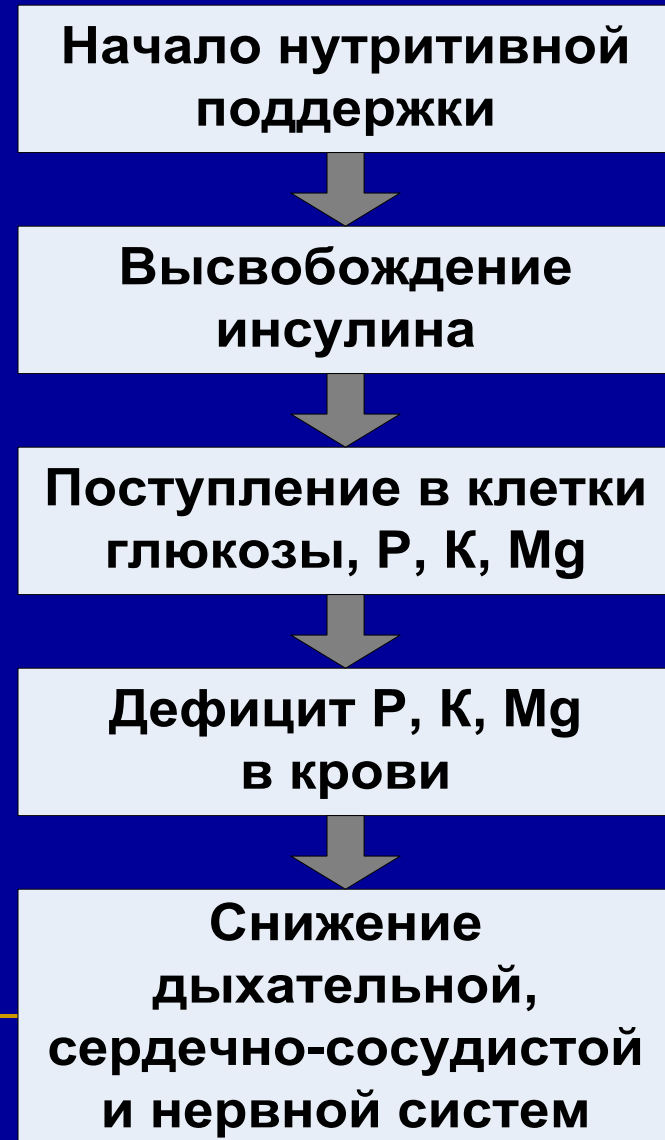 Начало нутритивной
поддержки
Высвобождение
инсулина
Поступление в клетки
глюкозы, Р, К, Mg
Дефицит Р, К, Mg
в крови
Снижение
дыхательной,
сердечно-сосудистой
и нервной систем